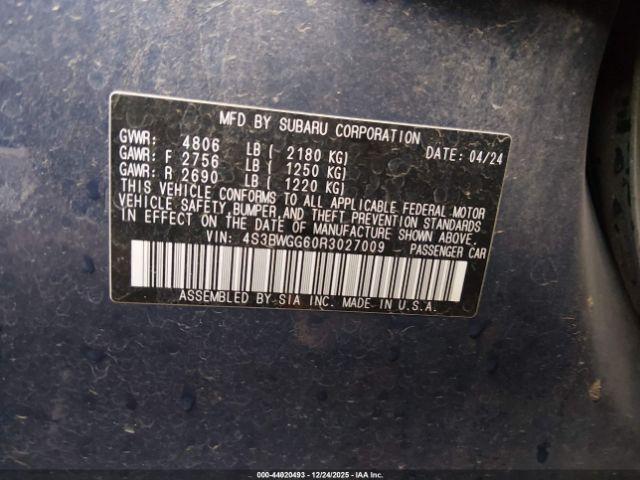 MFD BY SUBARU CORPORATION
GVWR: 4806 LB ( 2180 KG) DATE: 04/24
GAWR: F 2756 LB ( 1250 KG)
GAWR: R 2690 LB ( 1220 KG)
THIS VEHICLE CONFORMS TO ALL APPLICABLE FEDERAL MOTOR
VEHICLE SAFETY,BUMPER,AND THEFT PREVENTION STANDARDS
IN EFFECT ON THE DATE OF MANUFACTURE SHOWN ABOVE.
VIN: 4S3BWGG60R3027009 PASSENGER CAR
ASSEMBLED BY SIA INC. MADE IN U.S.A.
000-44020493 - 12/24/2025 - IAA Inc.